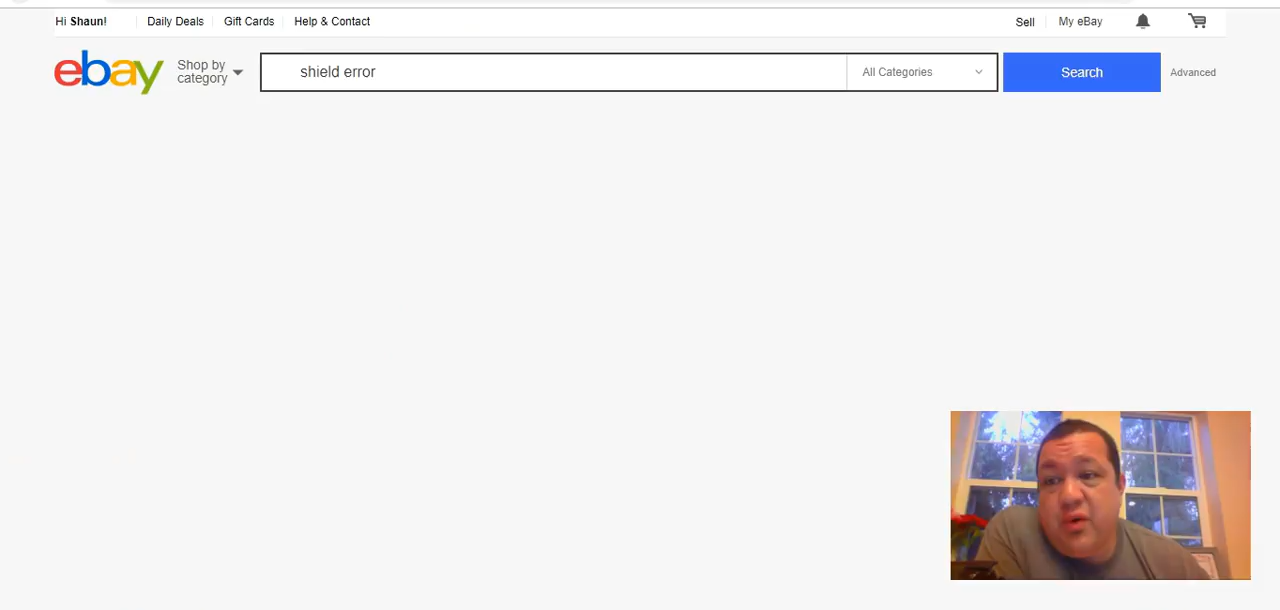 Hi Shaun! Daily Deals Gift Cards Help & Contact Sell My eBay
ebay Shop by category shield error All Categories Search Advanced